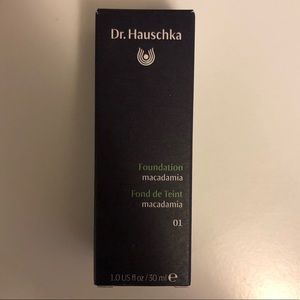 Dr. Hauschka
Foundation
macadamia
Fond de Teint
macadamia
01
1.0 US fl oz / 30 ml ℮